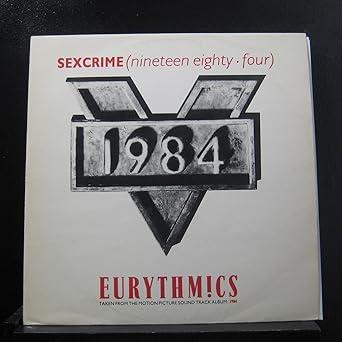 SEXCRIME (nineteen eighty · four)
1984
EURYTHM!CS
TAKEN FROM THE MOTION PICTURE SOUND TRACK ALBUM 1984